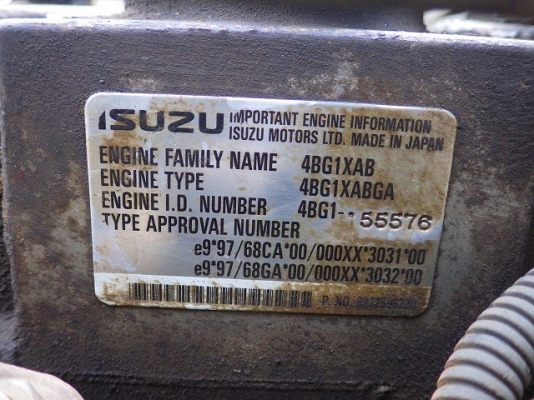 ISUZU IMPORTANT ENGINE INFORMATION
ISUZU MOTORS LTD. MADE IN JAPAN
ENGINE FAMILY NAME 4BG1XAB
ENGINE TYPE 4BG1XABGA
ENGINE I.D. NUMBER 4BG1-- 55576
TYPE APPROVAL NUMBER
e9*97/68CA*00/000XX*3031*00
e9*97/68GA*00/000XX*3032*00
P. NO.